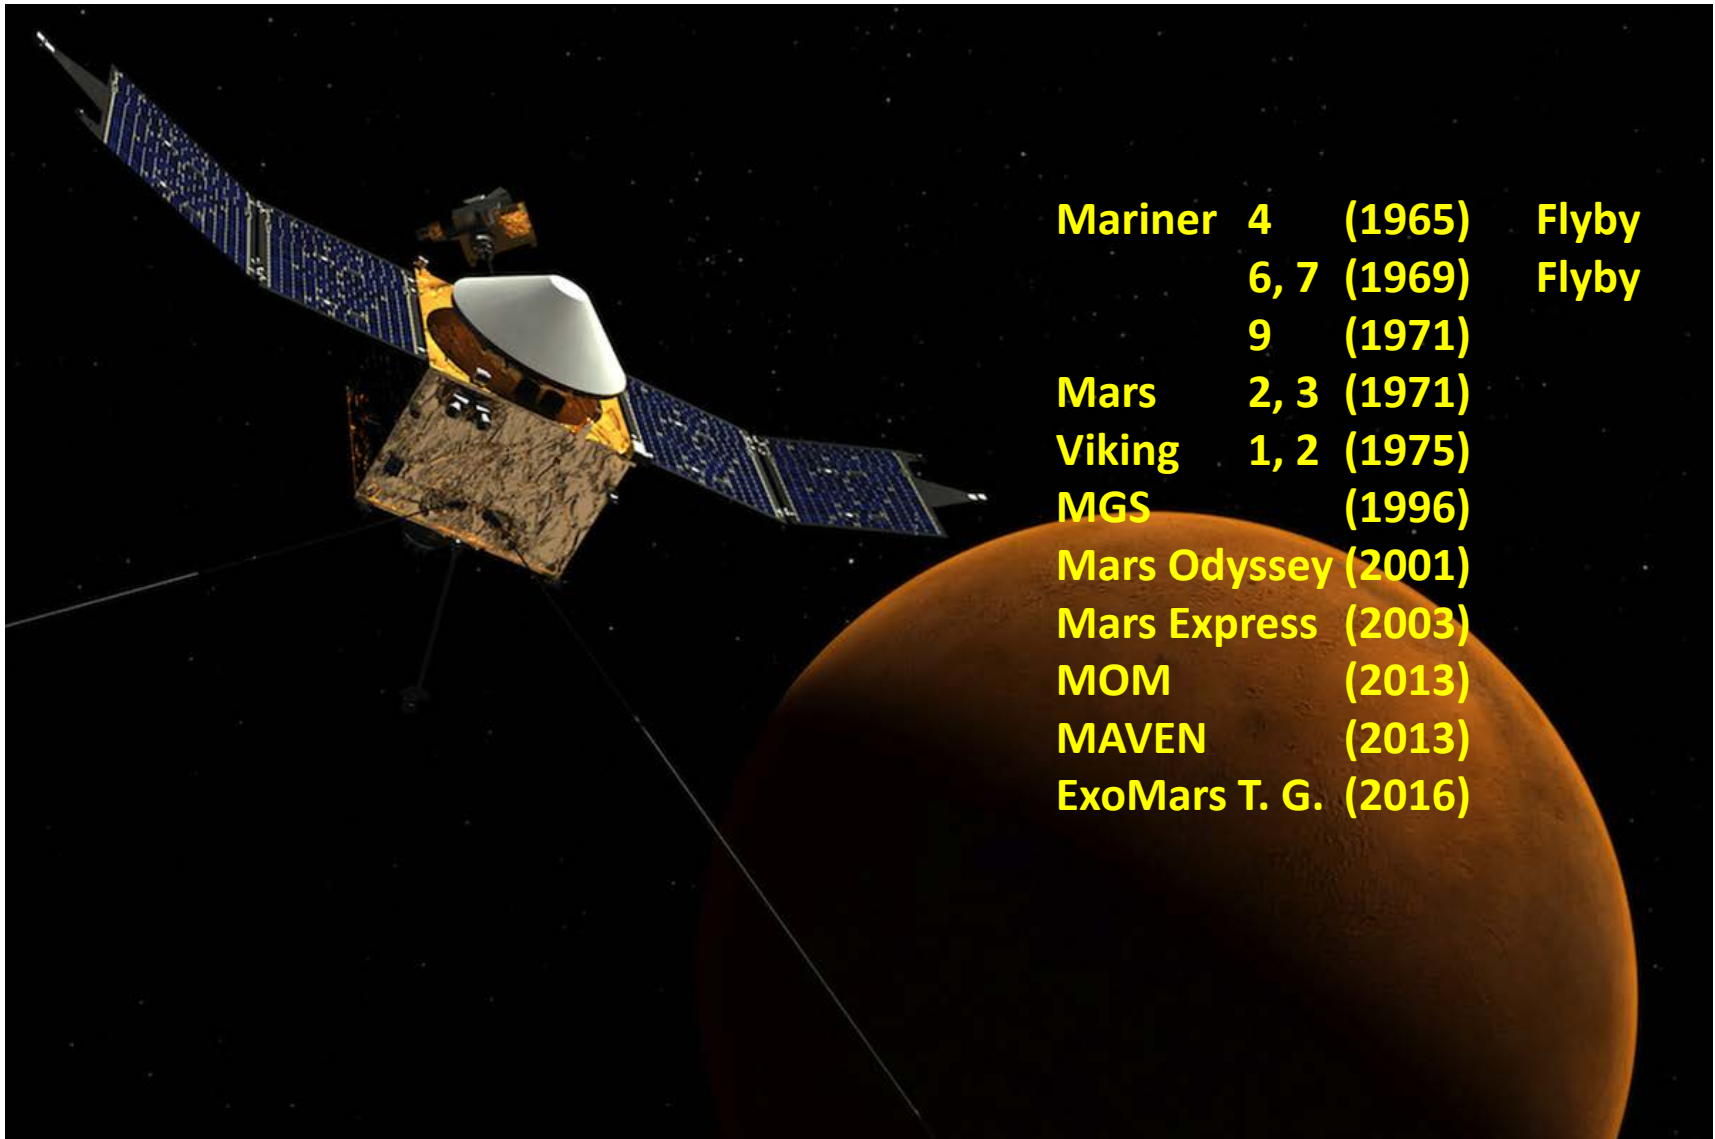 Mariner 4 (1965) Flyby
6, 7 (1969) Flyby
9 (1971)
Mars 2, 3 (1971)
Viking 1, 2 (1975)
MGS (1996)
Mars Odyssey (2001)
Mars Express (2003)
MOM (2013)
MAVEN (2013)
ExoMars T. G. (2016)